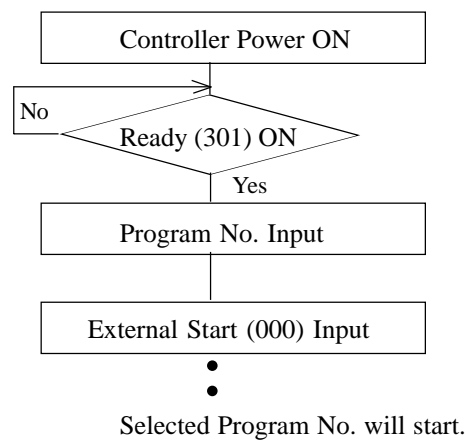 Controller Power ON
No
Ready (301) ON
Yes
Program No. Input
External Start (000) Input
Selected Program No. will start.